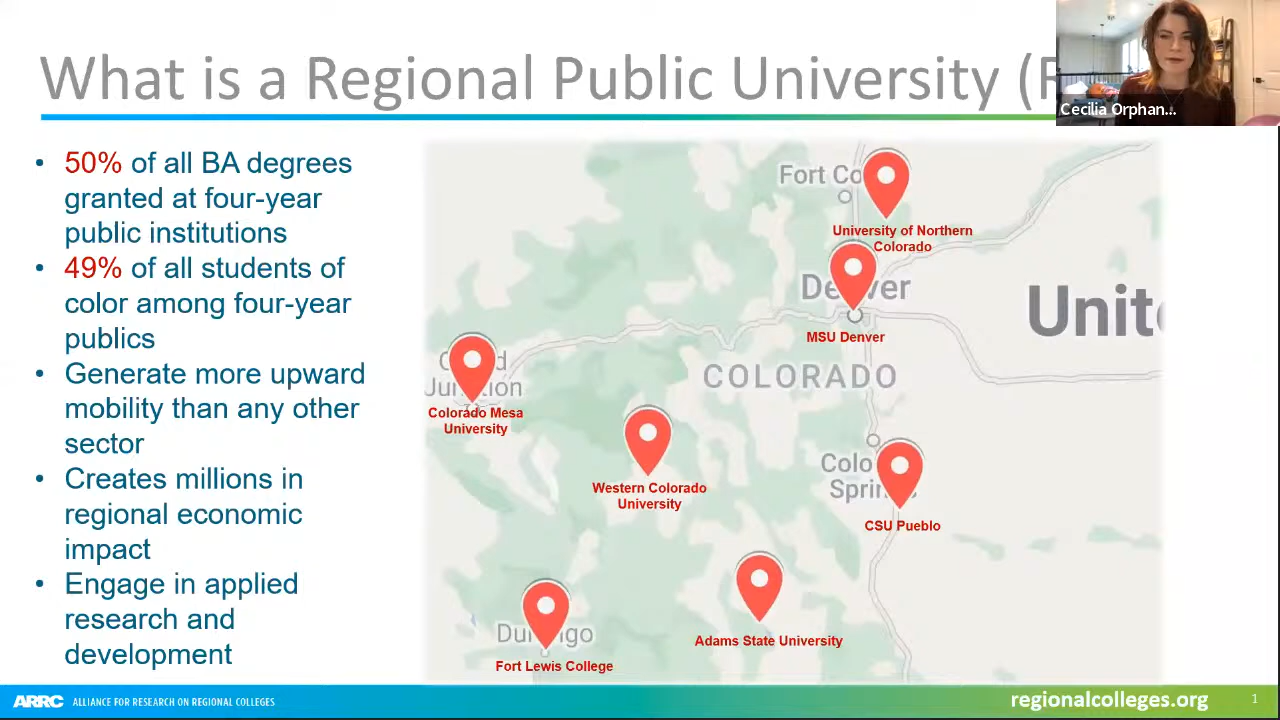 What is a Regional Public University (R
Cecilia Orphan...
• 50% of all BA degrees
granted at four-year
public institutions
• 49% of all students of
color among four-year
publics
• Generate more upward
mobility than any other
sector
• Creates millions in
regional economic
impact
• Engage in applied
research and
development
Fort Co
University of Northern
Colorado
Denver
MSU Denver
Unite
COLORADO
Grand
Junction
Colorado Mesa
University
Western Colorado
University
Colo
Springs
CSU Pueblo
Adams State University
Durango
Fort Lewis College
ARRC ALLIANCE FOR RESEARCH ON REGIONAL COLLEGES
regionalcolleges.org
1